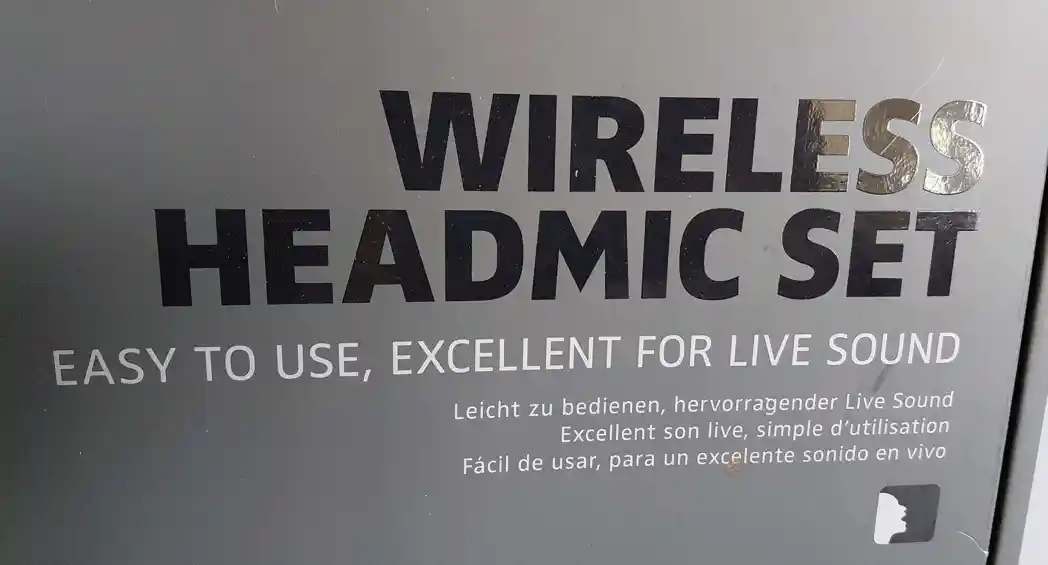 WIRELESS
HEADMIC SET
EASY TO USE, EXCELLENT FOR LIVE SOUND
Leicht zu bedienen, hervorragender Live Sound
Excellent son live, simple d'utilisation
Fácil de usar, para un excelente sonido en vivo